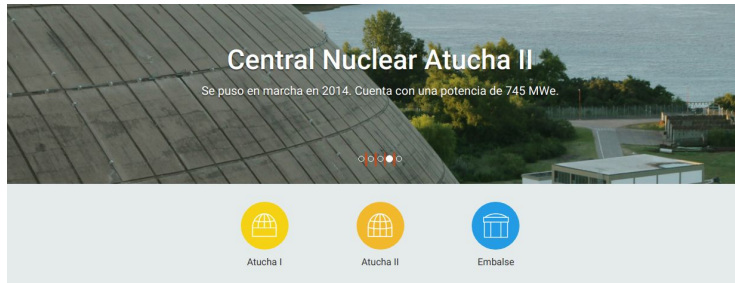 Central Nuclear Atucha II
Se puso en marcha en 2014. Cuenta con una potencia de 745 MWe.
Atucha I
Atucha II
Embalse